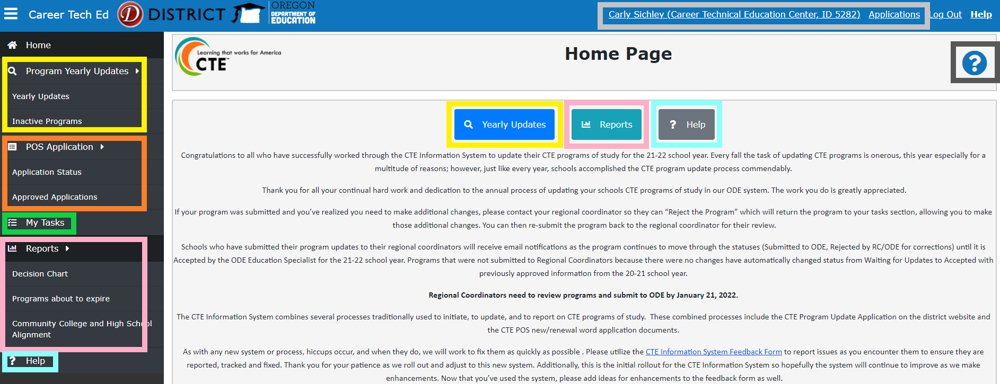 Career Tech Ed
DISTRICT
OREGON
DEPARTMENT OF
EDUCATION
Carly Sichley (Career Technical Education Center, ID 5282) Applications Log Out Help
Home
Program Yearly Updates
Yearly Updates
Inactive Programs
POS Application
Application Status
Approved Applications
My Tasks
Reports
Decision Chart
Programs about to expire
Community College and High School
Alignment
Help
Learning that works for America
CTE™
Home Page
Yearly Updates
Reports
Help
Congratulations to all who have successfully worked through the CTE Information System to update their CTE programs of study for the 21-22 school year. Every fall the task of updating CTE programs is onerous, this year especially for a
multitude of reasons; however, just like every year, schools accomplished the CTE program update process commendably.
Thank you for all your continual hard work and dedication to the annual process of updating your schools CTE programs of study in our ODE system. The work you do is greatly appreciated.
If your program was submitted and you’ve realized you need to make additional changes, please contact your regional coordinator so they can “Reject the Program” which will return the program to your tasks section, allowing you to make
those additional changes. You can then re-submit the program back to the regional coordinator for their review.
Schools who have submitted their program updates to their regional coordinators will receive email notifications as the program continues to move through the statuses (Submitted to ODE, Rejected by RC/ODE for corrections) until it is
Accepted by the ODE Education Specialist for the 21-22 school year. Programs that were not submitted to Regional Coordinators because there were no changes have automatically changed status from Waiting for Updates to Accepted with
previously approved information from the 20-21 school year.
Regional Coordinators need to review programs and submit to ODE by January 21, 2022.
The CTE Information System combines several processes traditionally used to initiate, to update, and to report on CTE programs of study. These combined processes include the CTE Program Update Application on the district website and
the CTE POS new/renewal word application documents.
As with any new system or process, hiccups occur, and when they do, we will work to fix them as quickly as possible . Please utilize the CTE Information System Feedback Form to report issues as you encounter them to ensure they are
reported, tracked and fixed. Thank you for your patience as we roll out and adjust to this new system. Additionally, this is the initial rollout for the CTE Information System so hopefully the system will continue to improve as we make
enhancements. Now that you’ve used the system, please add ideas for enhancements to the feedback form as well.